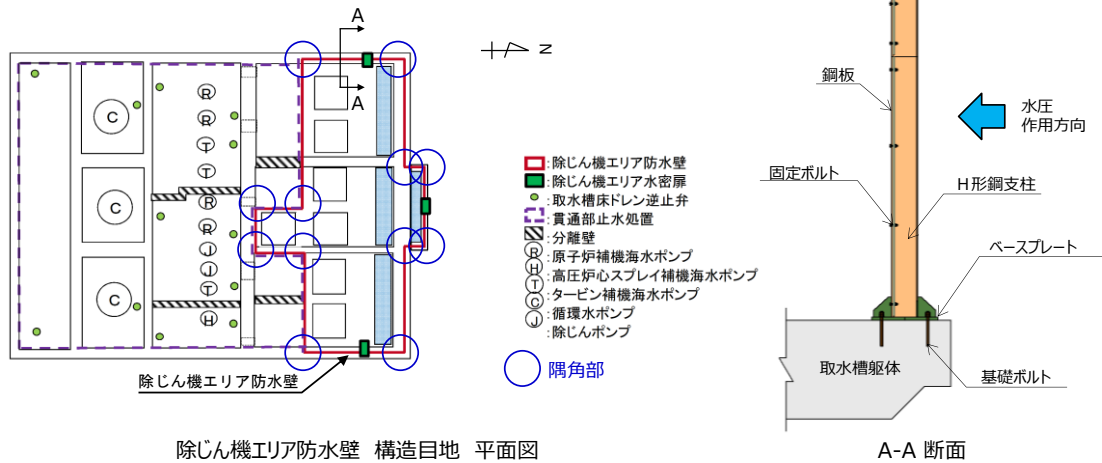 A
A
N
C
C
C
R
R
T
T
R
R
J
J
T
H
除じん機エリア防水壁
:除じん機エリア防水壁
:除じん機エリア水密扉
:取水槽床ドレン逆止弁
:貫通部止水処置
:分離壁
R :原子炉補機海水ポンプ
H :高圧炉心スプレイ補機海水ポンプ
T :タービン補機海水ポンプ
C :循環水ポンプ
J :除じんポンプ
隅角部
鋼板
水圧
作用方向
固定ボルト
H形鋼支柱
ベースプレート
取水槽躯体
基礎ボルト
除じん機エリア防水壁 構造目地 平面図
A-A 断面